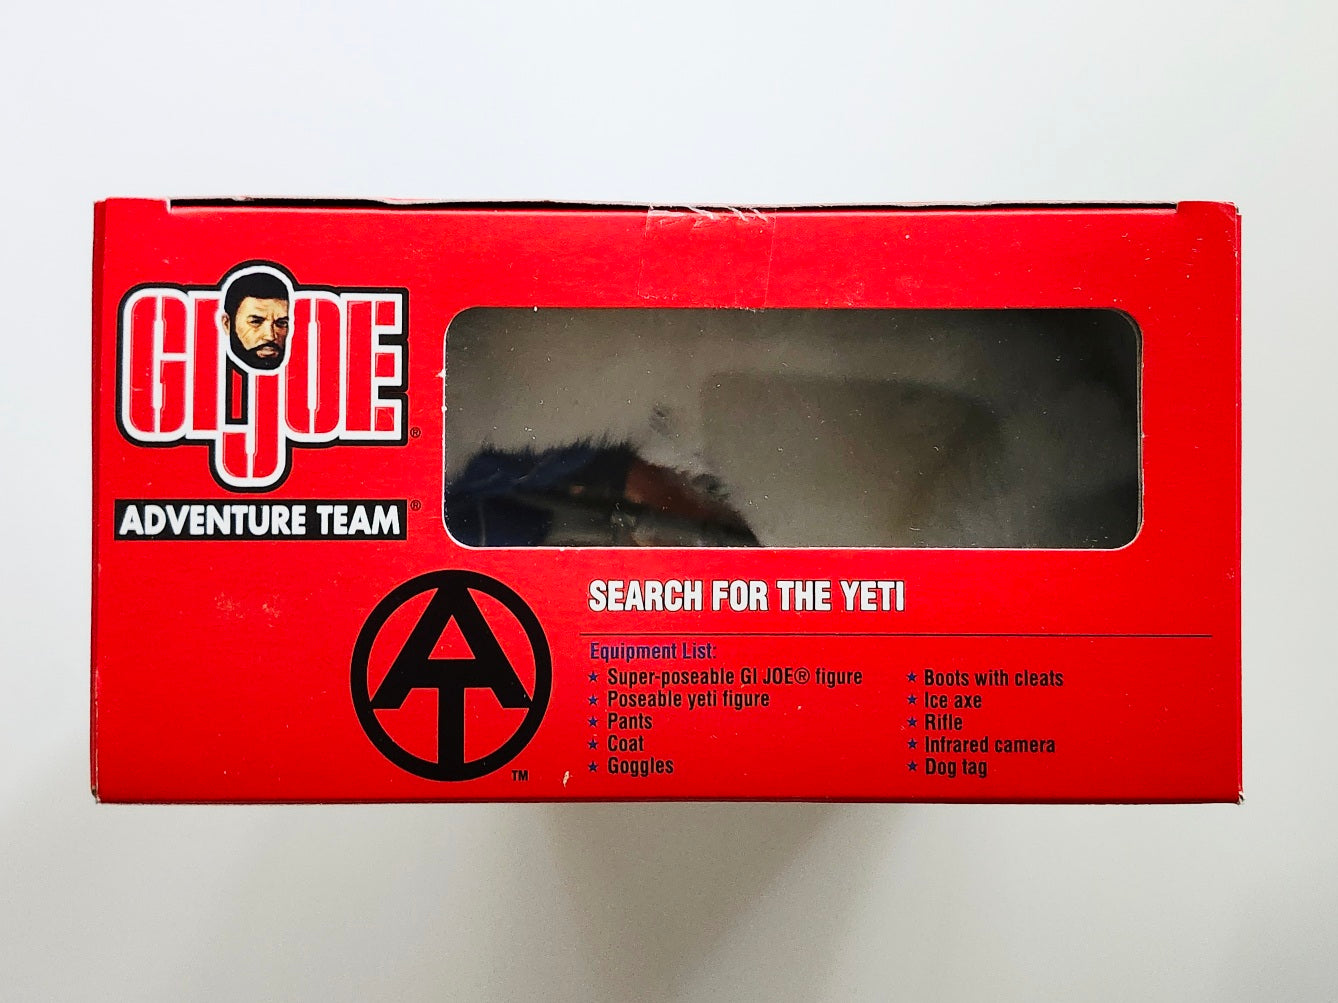 GI JOE®
ADVENTURE TEAM®
AT™
SEARCH FOR THE YETI
Equipment List:
★ Super-poseable GI JOE® figure
★ Poseable yeti figure
★ Pants
★ Coat
★ Goggles
★ Boots with cleats
★ Ice axe
★ Rifle
★ Infrared camera
★ Dog tag